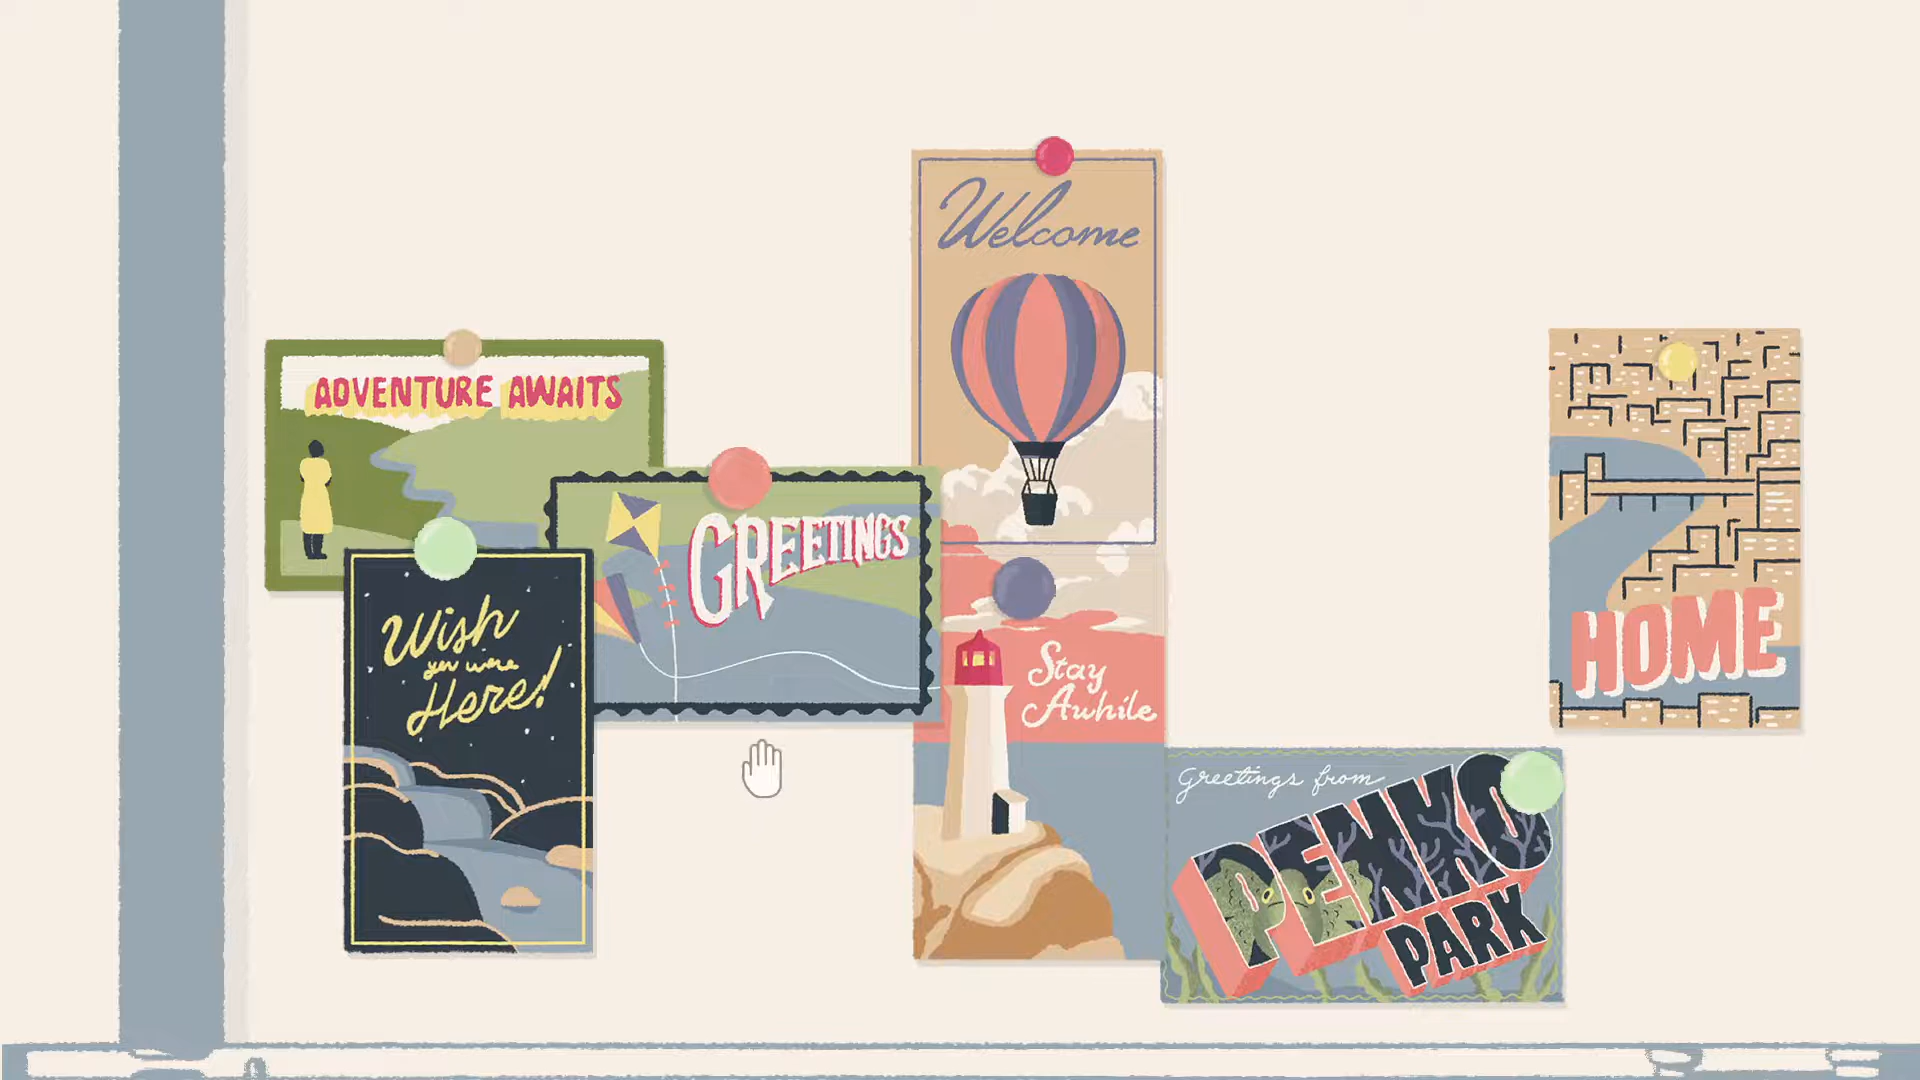 Welcome
ADVENTURE AWAITS
GREETINGS
Wish
you were
Here!
Stay
Awhile
HOME
Greetings from
PENKO
PARK